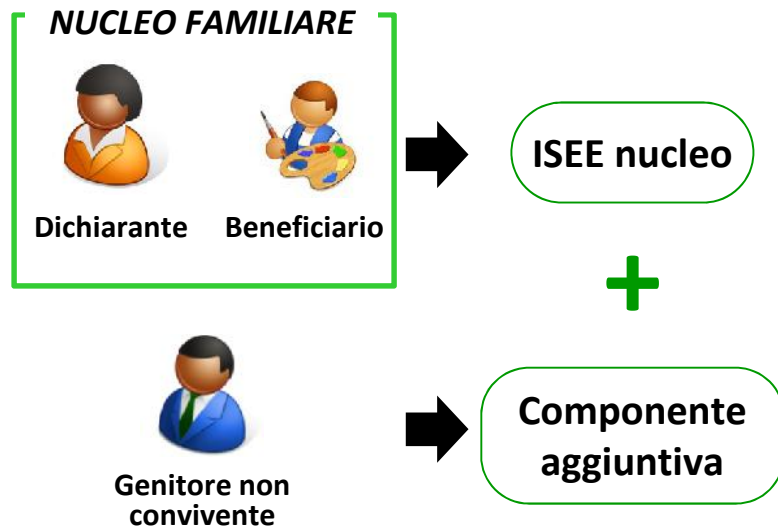 NUCLEO FAMILIARE
Dichiarante
Beneficiario
ISEE nucleo
+
Genitore non
convivente
Componente
aggiuntiva